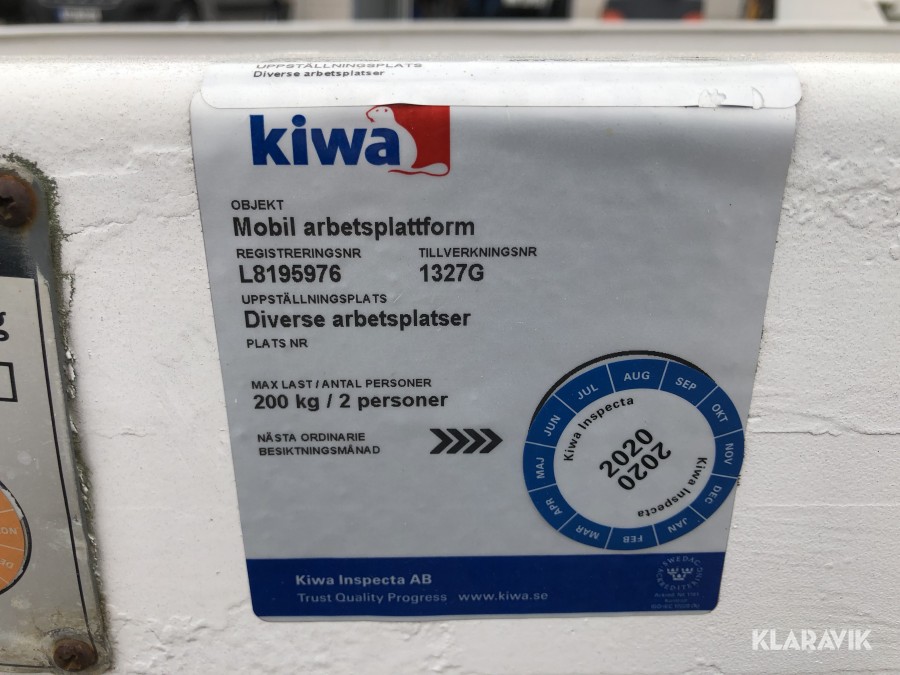 UPPSTÄLLNINGSPLATS
Diverse arbetsplatser
kiwa
OBJEKT
Mobil arbetsplattform
REGISTRERINGSNR TILLVERKNINGSNR
L8195976 1327G
UPPSTÄLLNINGSPLATS
Diverse arbetsplatser
PLATS NR
MAX LAST / ANTAL PERSONER
200 kg / 2 personer
NÄSTA ORDINARIE
BESIKTNINGSMÅNAD
JAN
FEB
MAR
APR
MAJ
JUN
JUL
AUG
SEP
OKT
NOV
DEC
Kiwa Inspecta
2020
2020
Kiwa Inspecta
Kiwa Inspecta AB
Trust Quality Progress www.kiwa.se
SWEDAC
ACKREDITERING
KLARAVIK